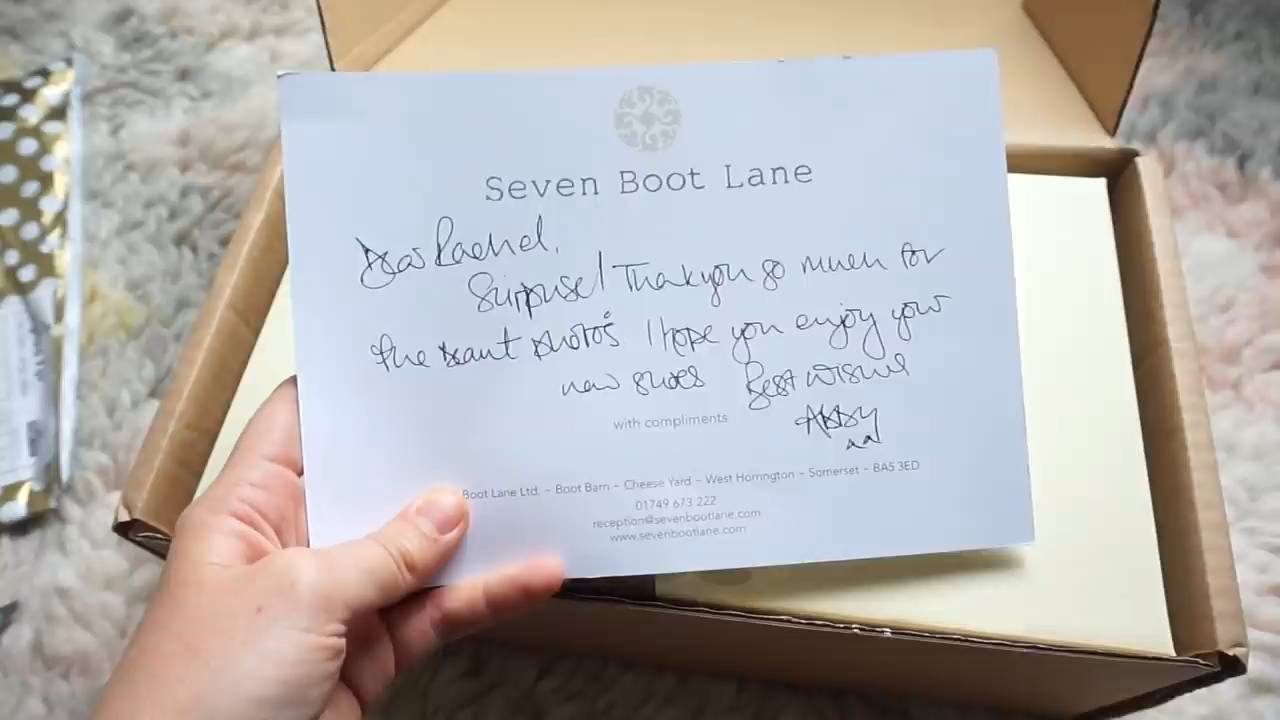 Seven Boot Lane
Dear Rachel,
Surprise! Thank you so much for
the photos I hope you enjoy your
new shoes Best wishes
Abby
with compliments
Boot Lane Ltd. – Boot Barn – Cheese Yard – West Horrington – Somerset – BA5 3ED
01749 673 222
reception@sevenbootlane.com
www.sevenbootlane.com